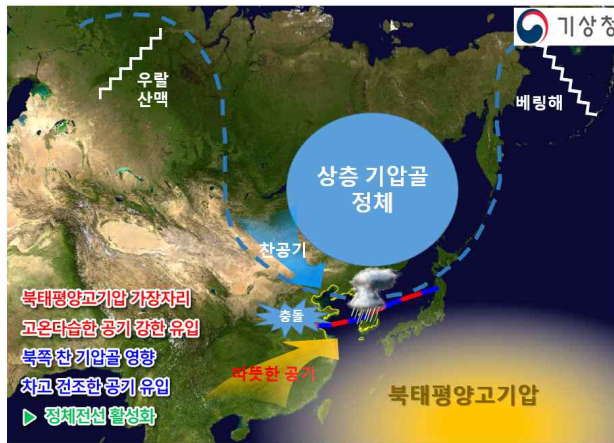 기상청
우랄
산맥
베링해
상층 기압골
정체
찬공기
충돌
따뜻한 공기
북태평양고기압
북태평양고기압 가장자리
고온다습한 공기 강한 유입
북쪽 찬 기압골 영향
차고 건조한 공기 유입
▶ 정체전선 활성화